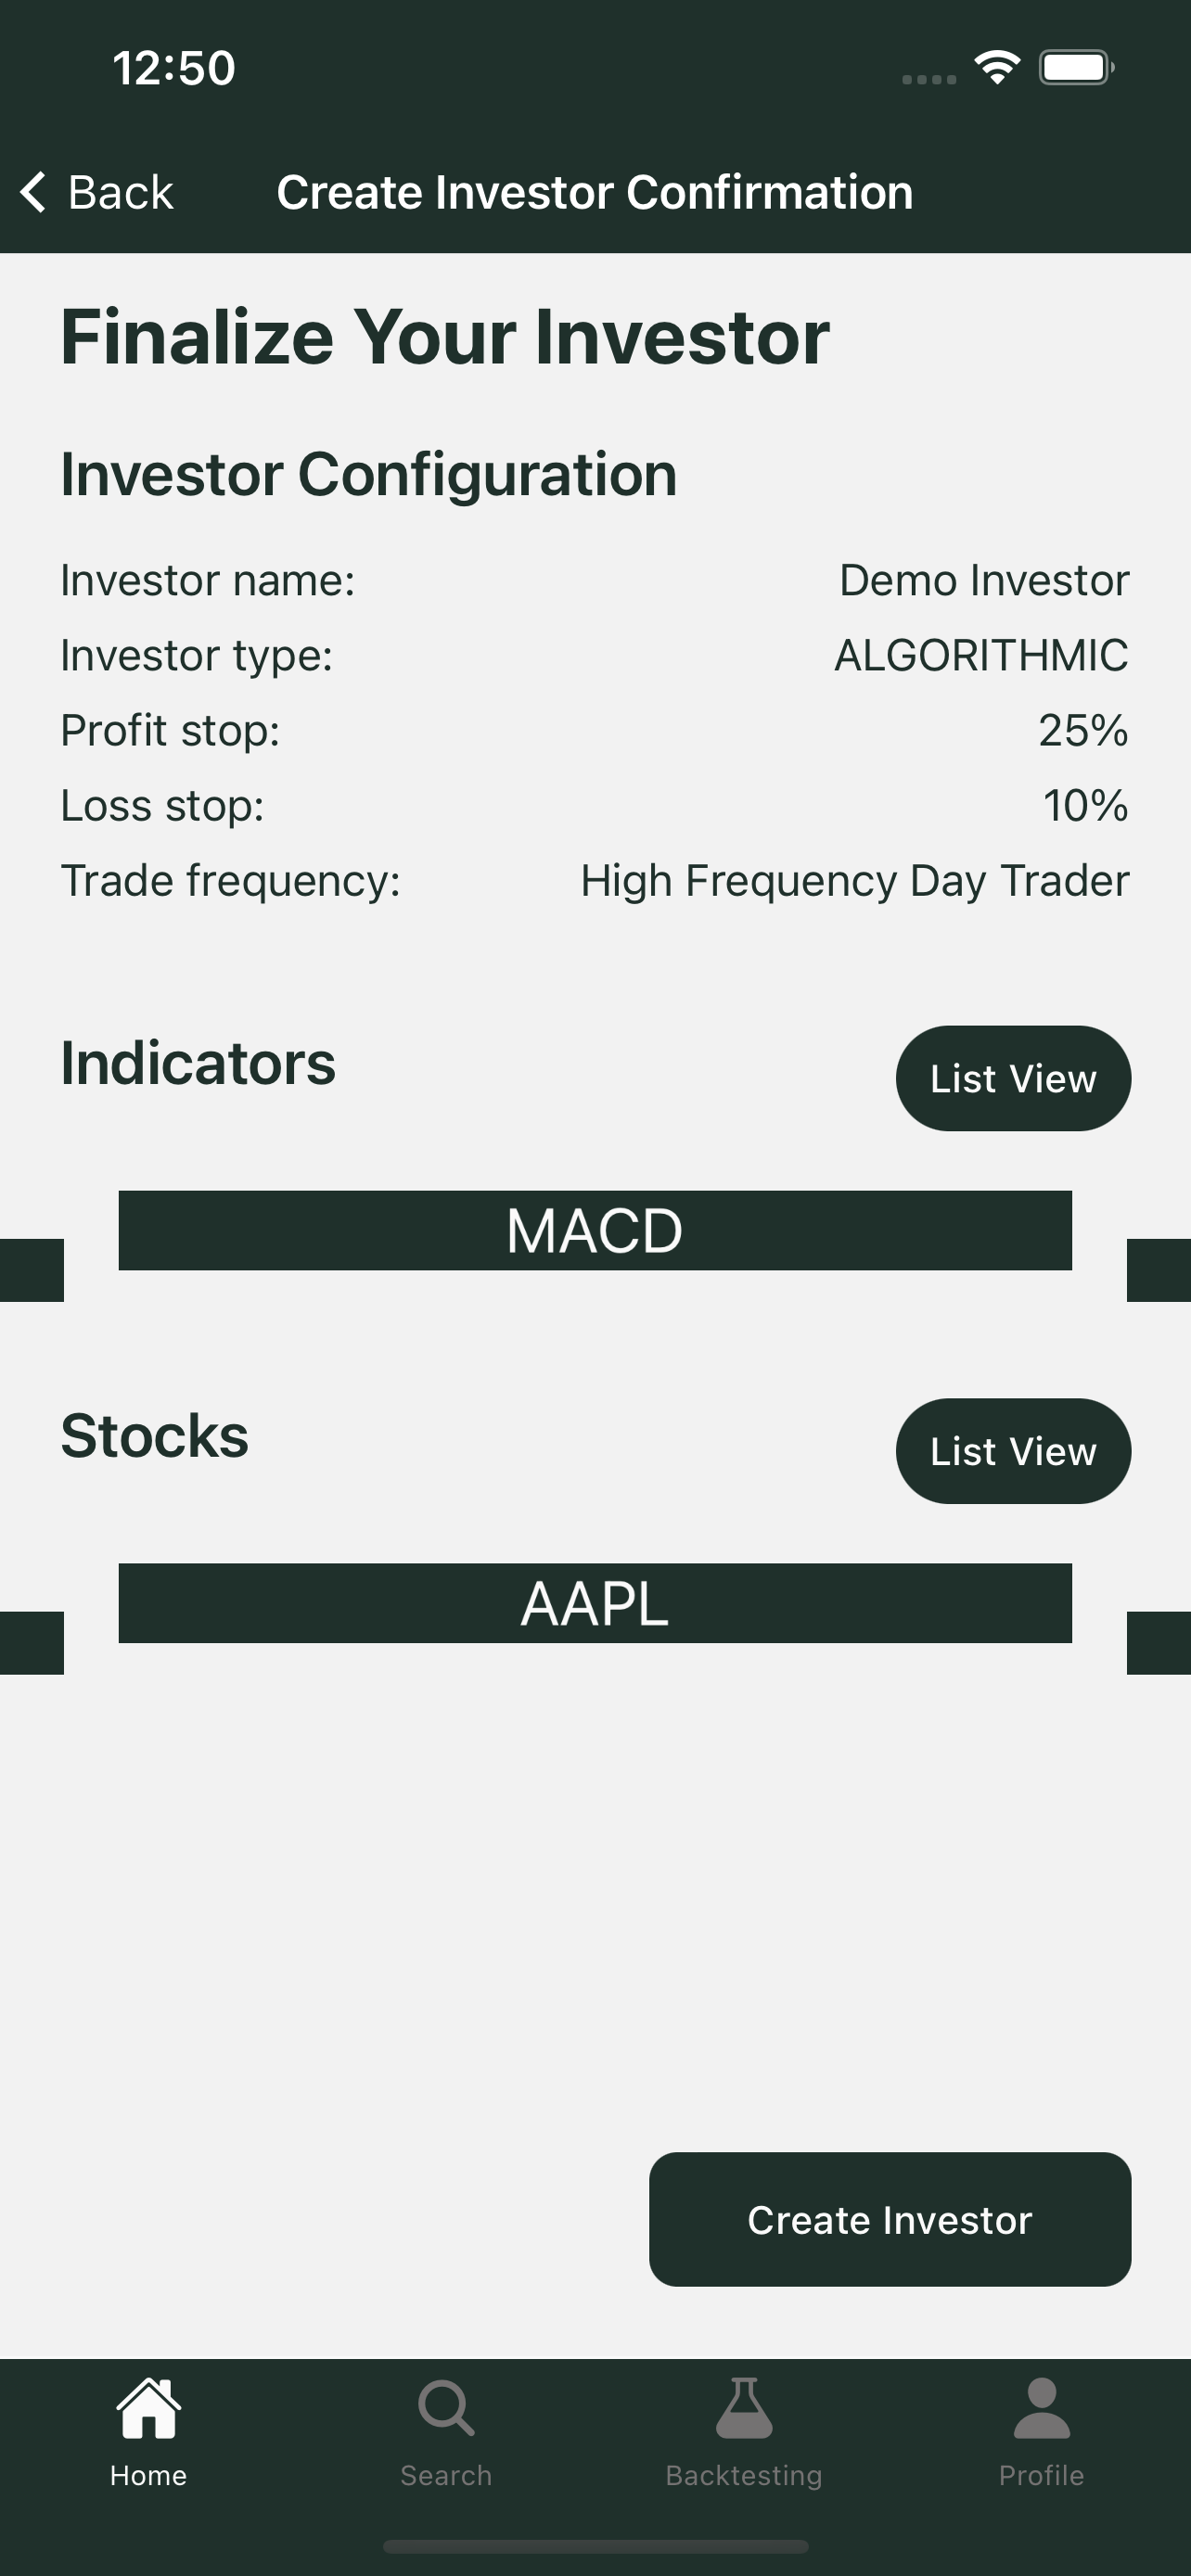 12:50
Back Create Investor Confirmation
Finalize Your Investor
Investor Configuration
Investor name: Demo Investor
Investor type: ALGORITHMIC
Profit stop: 25%
Loss stop: 10%
Trade frequency: High Frequency Day Trader
Indicators List View
MACD
Stocks List View
AAPL
Create Investor
Home Search Backtesting Profile